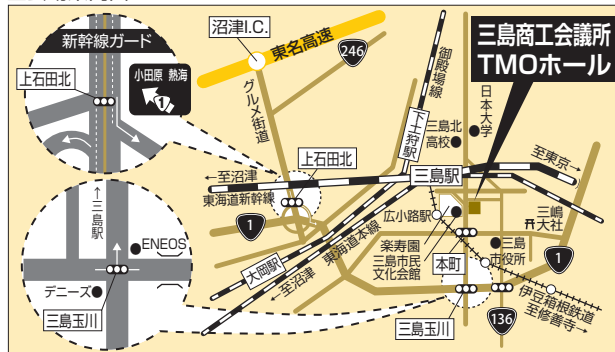 新幹線ガード
上石田北
小田原 熱海
1
↑三島駅
ENEOS
デニーズ
三島玉川
沼津I.C.
東名高速
246
グルメ街道
御殿場線
下土狩駅
三島商工会議所
TMOホール
日本大学
三島北
高校
上石田北
←至沼津
東海道新幹線
三島駅
至東京→
1
大岡駅
東海道本線
←至沼津
広小路駅
楽寿園
三島市民
文化会館
本町
三島
市役所
三嶋
大社
1
三島玉川
136
伊豆箱根鉄道
至修善寺→